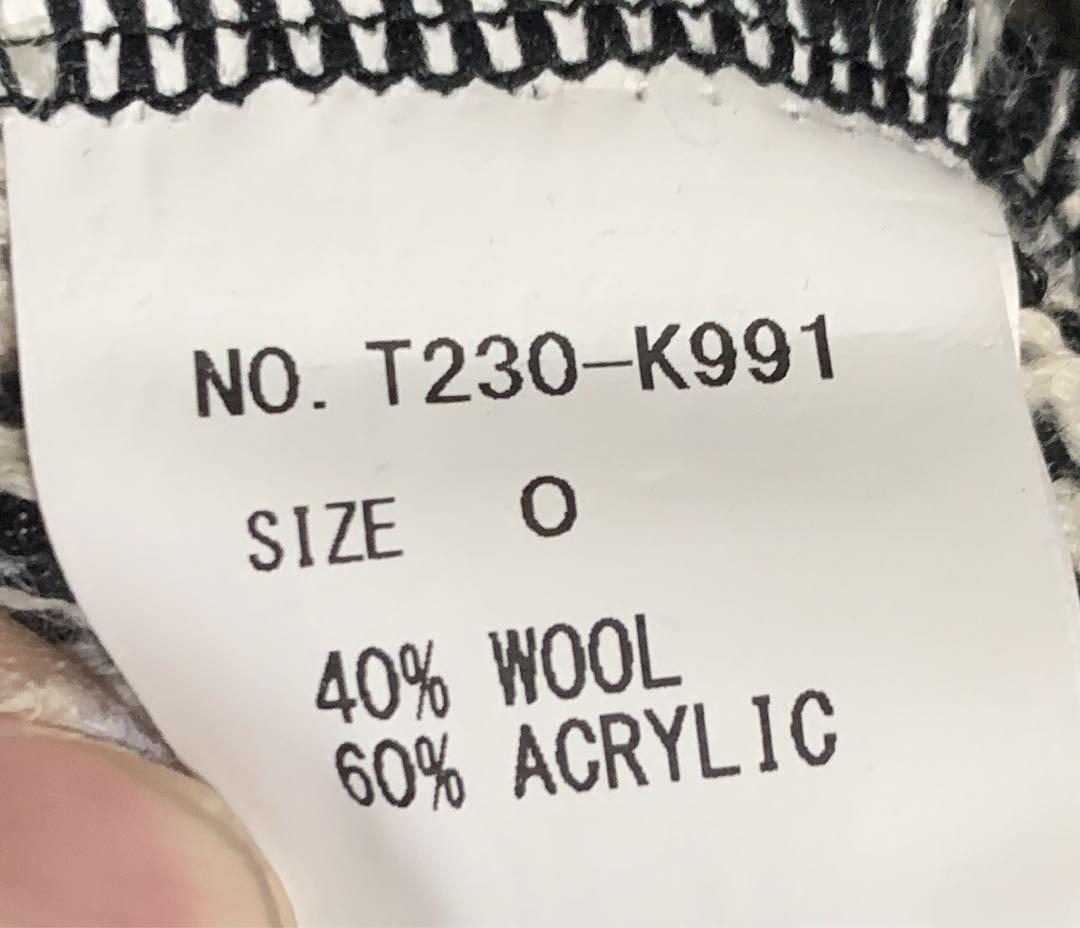 NO. T230-K991
SIZE O
40% WOOL
60% ACRYLIC